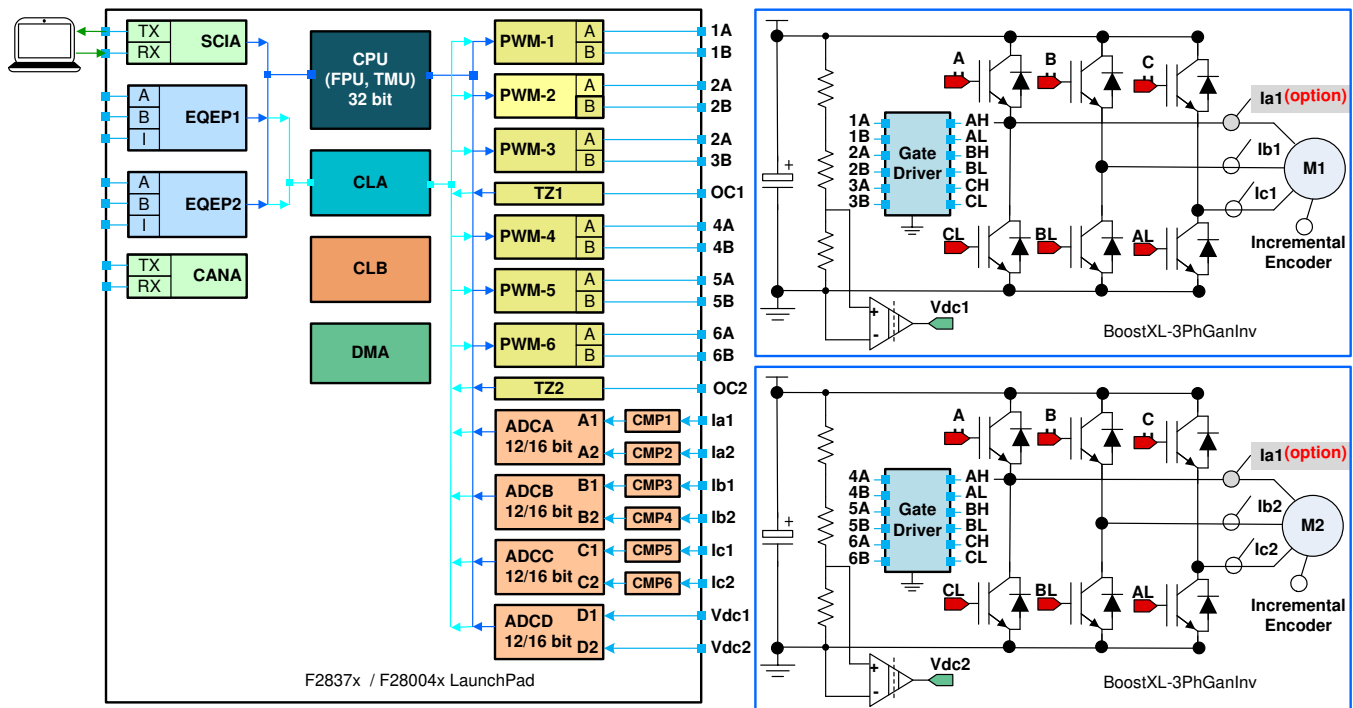 TX
RX
SCIA
A
B
I
EQEP1
A
B
I
EQEP2
TX
RX
CANA
CPU
(FPU, TMU)
32 bit
CLA
CLB
DMA
PWM-1
A
B
1A
1B
PWM-2
A
B
2A
2B
PWM-3
A
B
2A
3B
TZ1
OC1
PWM-4
A
B
4A
4B
PWM-5
A
B
5A
5B
PWM-6
A
B
6A
6B
TZ2
OC2
ADCA
12/16 bit
A1
A2
CMP1
CMP2
Ia1
Ia2
ADCB
12/16 bit
B1
B2
CMP3
CMP4
Ib1
Ib2
ADCC
12/16 bit
C1
C2
CMP5
CMP6
Ic1
Ic2
ADCD
12/16 bit
D1
D2
Vdc1
Vdc2
F2837x / F28004x LaunchPad
+
A
B
C
Ia1(option)
1A
1B
2A
2B
3A
3B
Gate
Driver
AH
AL
BH
BL
CH
CL
Ib1
Ic1
M1
CL
BL
AL
Incremental
Encoder
+
-
Vdc1
BoostXL-3PhGanInv
+
A
B
C
Ia1(option)
4A
4B
5A
5B
6A
6B
Gate
Driver
AH
AL
BH
BL
CH
CL
Ib2
Ic2
M2
CL
BL
AL
Incremental
Encoder
+
-
Vdc2
BoostXL-3PhGanInv